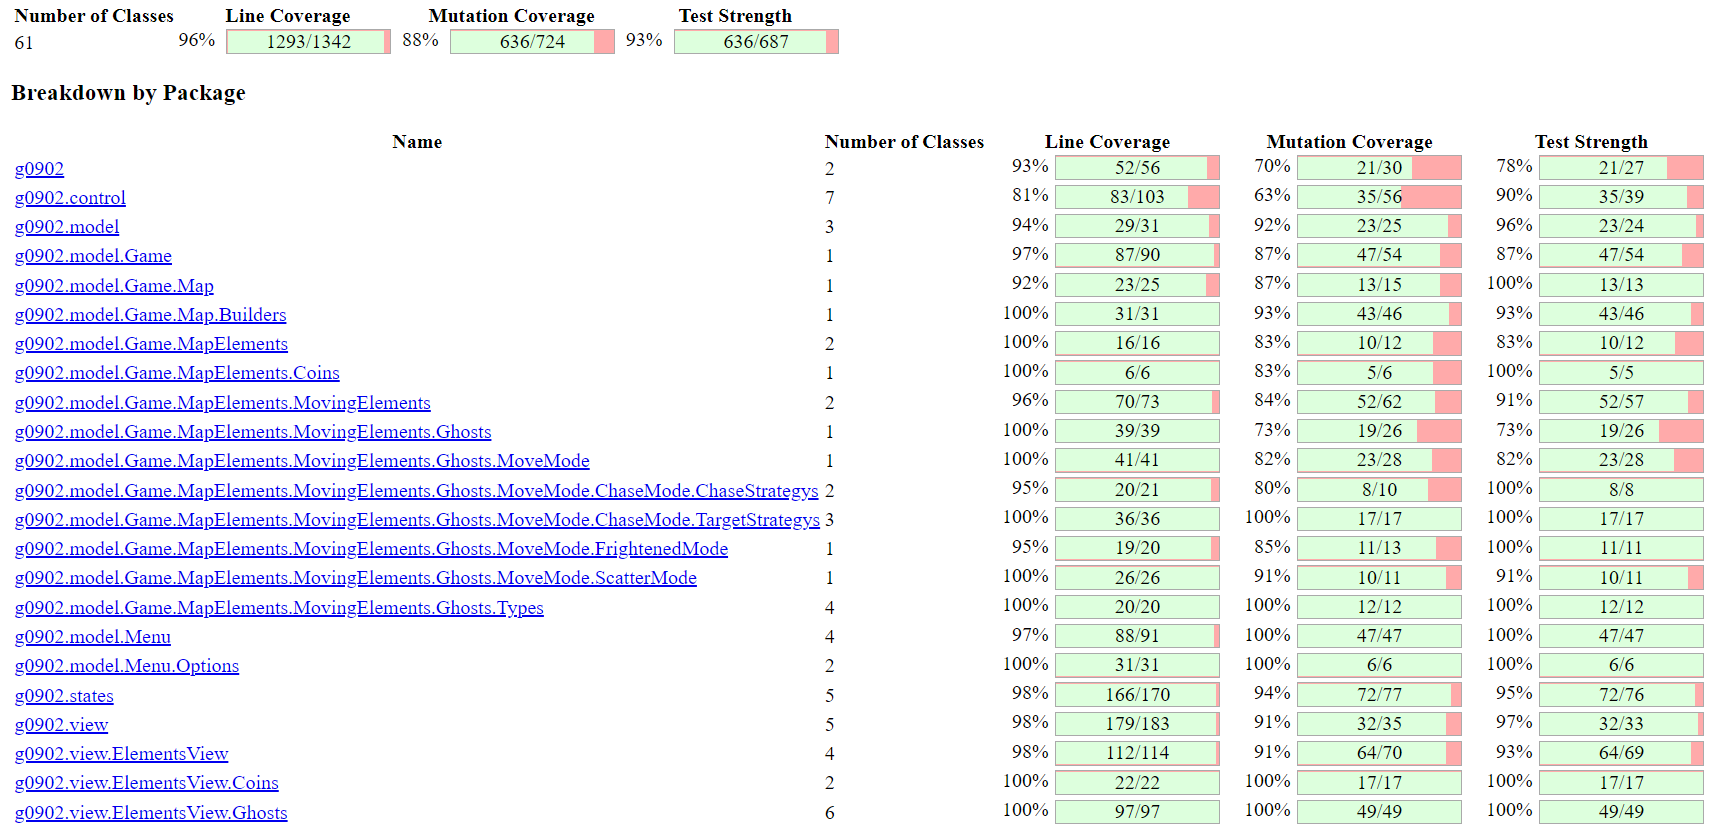 Number of Classes Line Coverage Mutation Coverage Test Strength
61 96% 1293/1342 88% 636/724 93% 636/687
Breakdown by Package
Name Number of Classes Line Coverage Mutation Coverage Test Strength
g0902 2 93% 52/56 70% 21/30 78% 21/27
g0902.control 7 81% 83/103 63% 35/56 90% 35/39
g0902.model 3 94% 29/31 92% 23/25 96% 23/24
g0902.model.Game 1 97% 87/90 87% 47/54 87% 47/54
g0902.model.Game.Map 1 92% 23/25 87% 13/15 100% 13/13
g0902.model.Game.Map.Builders 1 100% 31/31 93% 43/46 93% 43/46
g0902.model.Game.MapElements 2 100% 16/16 83% 10/12 83% 10/12
g0902.model.Game.MapElements.Coins 1 100% 6/6 83% 5/6 100% 5/5
g0902.model.Game.MapElements.MovingElements 2 96% 70/73 84% 52/62 91% 52/57
g0902.model.Game.MapElements.MovingElements.Ghosts 1 100% 39/39 73% 19/26 73% 19/26
g0902.model.Game.MapElements.MovingElements.Ghosts.MoveMode 1 100% 41/41 82% 23/28 82% 23/28
g0902.model.Game.MapElements.MovingElements.Ghosts.MoveMode.ChaseMode.ChaseStrategys 2 95% 20/21 80% 8/10 100% 8/8
g0902.model.Game.MapElements.MovingElements.Ghosts.MoveMode.ChaseMode.TargetStrategys 3 100% 36/36 100% 17/17 100% 17/17
g0902.model.Game.MapElements.MovingElements.Ghosts.MoveMode.FrightenedMode 1 95% 19/20 85% 11/13 100% 11/11
g0902.model.Game.MapElements.MovingElements.Ghosts.MoveMode.ScatterMode 1 100% 26/26 91% 10/11 91% 10/11
g0902.model.Game.MapElements.MovingElements.Ghosts.Types 4 100% 20/20 100% 12/12 100% 12/12
g0902.model.Menu 4 97% 88/91 100% 47/47 100% 47/47
g0902.model.Menu.Options 2 100% 31/31 100% 6/6 100% 6/6
g0902.states 5 98% 166/170 94% 72/77 95% 72/76
g0902.view 5 98% 179/183 91% 32/35 97% 32/33
g0902.view.ElementsView 4 98% 112/114 91% 64/70 93% 64/69
g0902.view.ElementsView.Coins 2 100% 22/22 100% 17/17 100% 17/17
g0902.view.ElementsView.Ghosts 6 100% 97/97 100% 49/49 100% 49/49